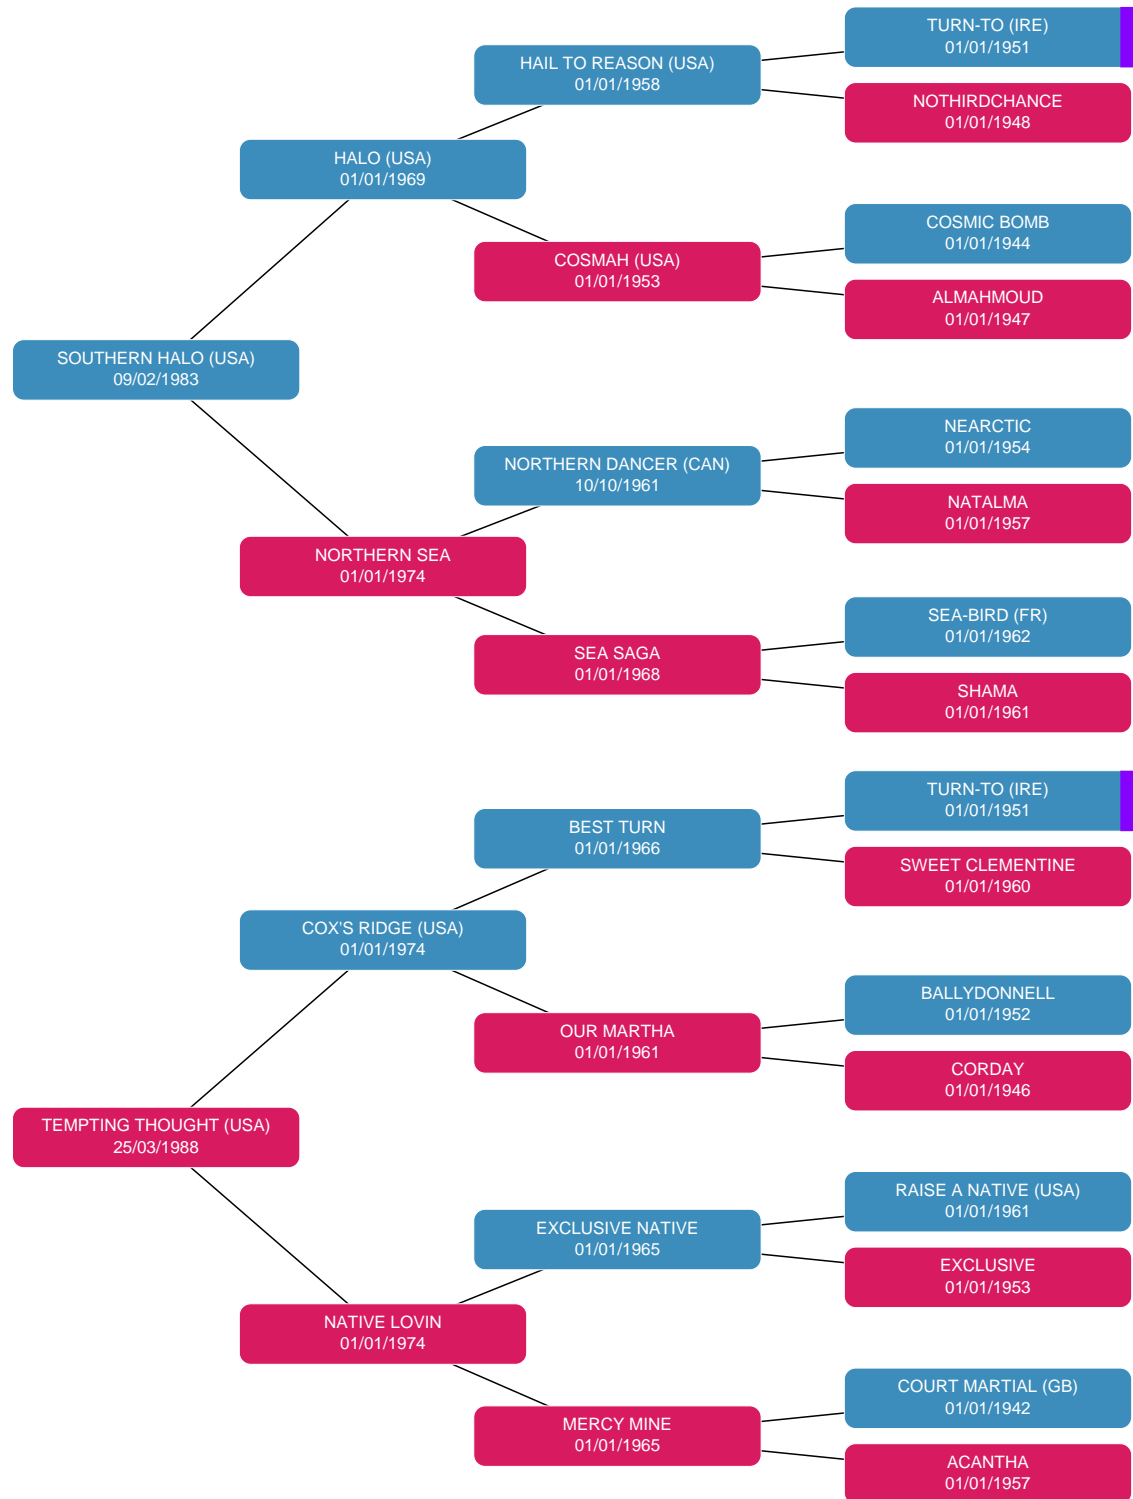 TURN-TO (IRE)
01/01/1951
HAIL TO REASON (USA)
01/01/1958
NOTHIRDCHANCE
01/01/1948
HALO (USA)
01/01/1969
COSMIC BOMB
01/01/1944
COSMAH (USA)
01/01/1953
ALMAHMOUD
01/01/1947
SOUTHERN HALO (USA)
09/02/1983
NEARCTIC
01/01/1954
NORTHERN DANCER (CAN)
10/10/1961
NATALMA
01/01/1957
NORTHERN SEA
01/01/1974
SEA-BIRD (FR)
01/01/1962
SEA SAGA
01/01/1968
SHAMA
01/01/1961
TURN-TO (IRE)
01/01/1951
BEST TURN
01/01/1966
SWEET CLEMENTINE
01/01/1960
COX'S RIDGE (USA)
01/01/1974
BALLYDONNELL
01/01/1952
OUR MARTHA
01/01/1961
CORDAY
01/01/1946
TEMPTING THOUGHT (USA)
25/03/1988
RAISE A NATIVE (USA)
01/01/1961
EXCLUSIVE NATIVE
01/01/1965
EXCLUSIVE
01/01/1953
NATIVE LOVIN
01/01/1974
COURT MARTIAL (GB)
01/01/1942
MERCY MINE
01/01/1965
ACANTHA
01/01/1957